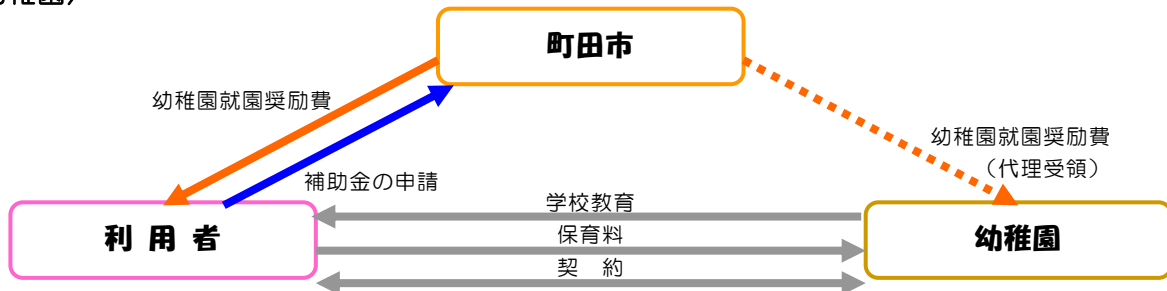 稚園）
町田市
幼稚園就園奨励費
幼稚園就園奨励費
（代理受領）
補助金の申請
学校教育
利 用 者
保育料
幼稚園
契 約